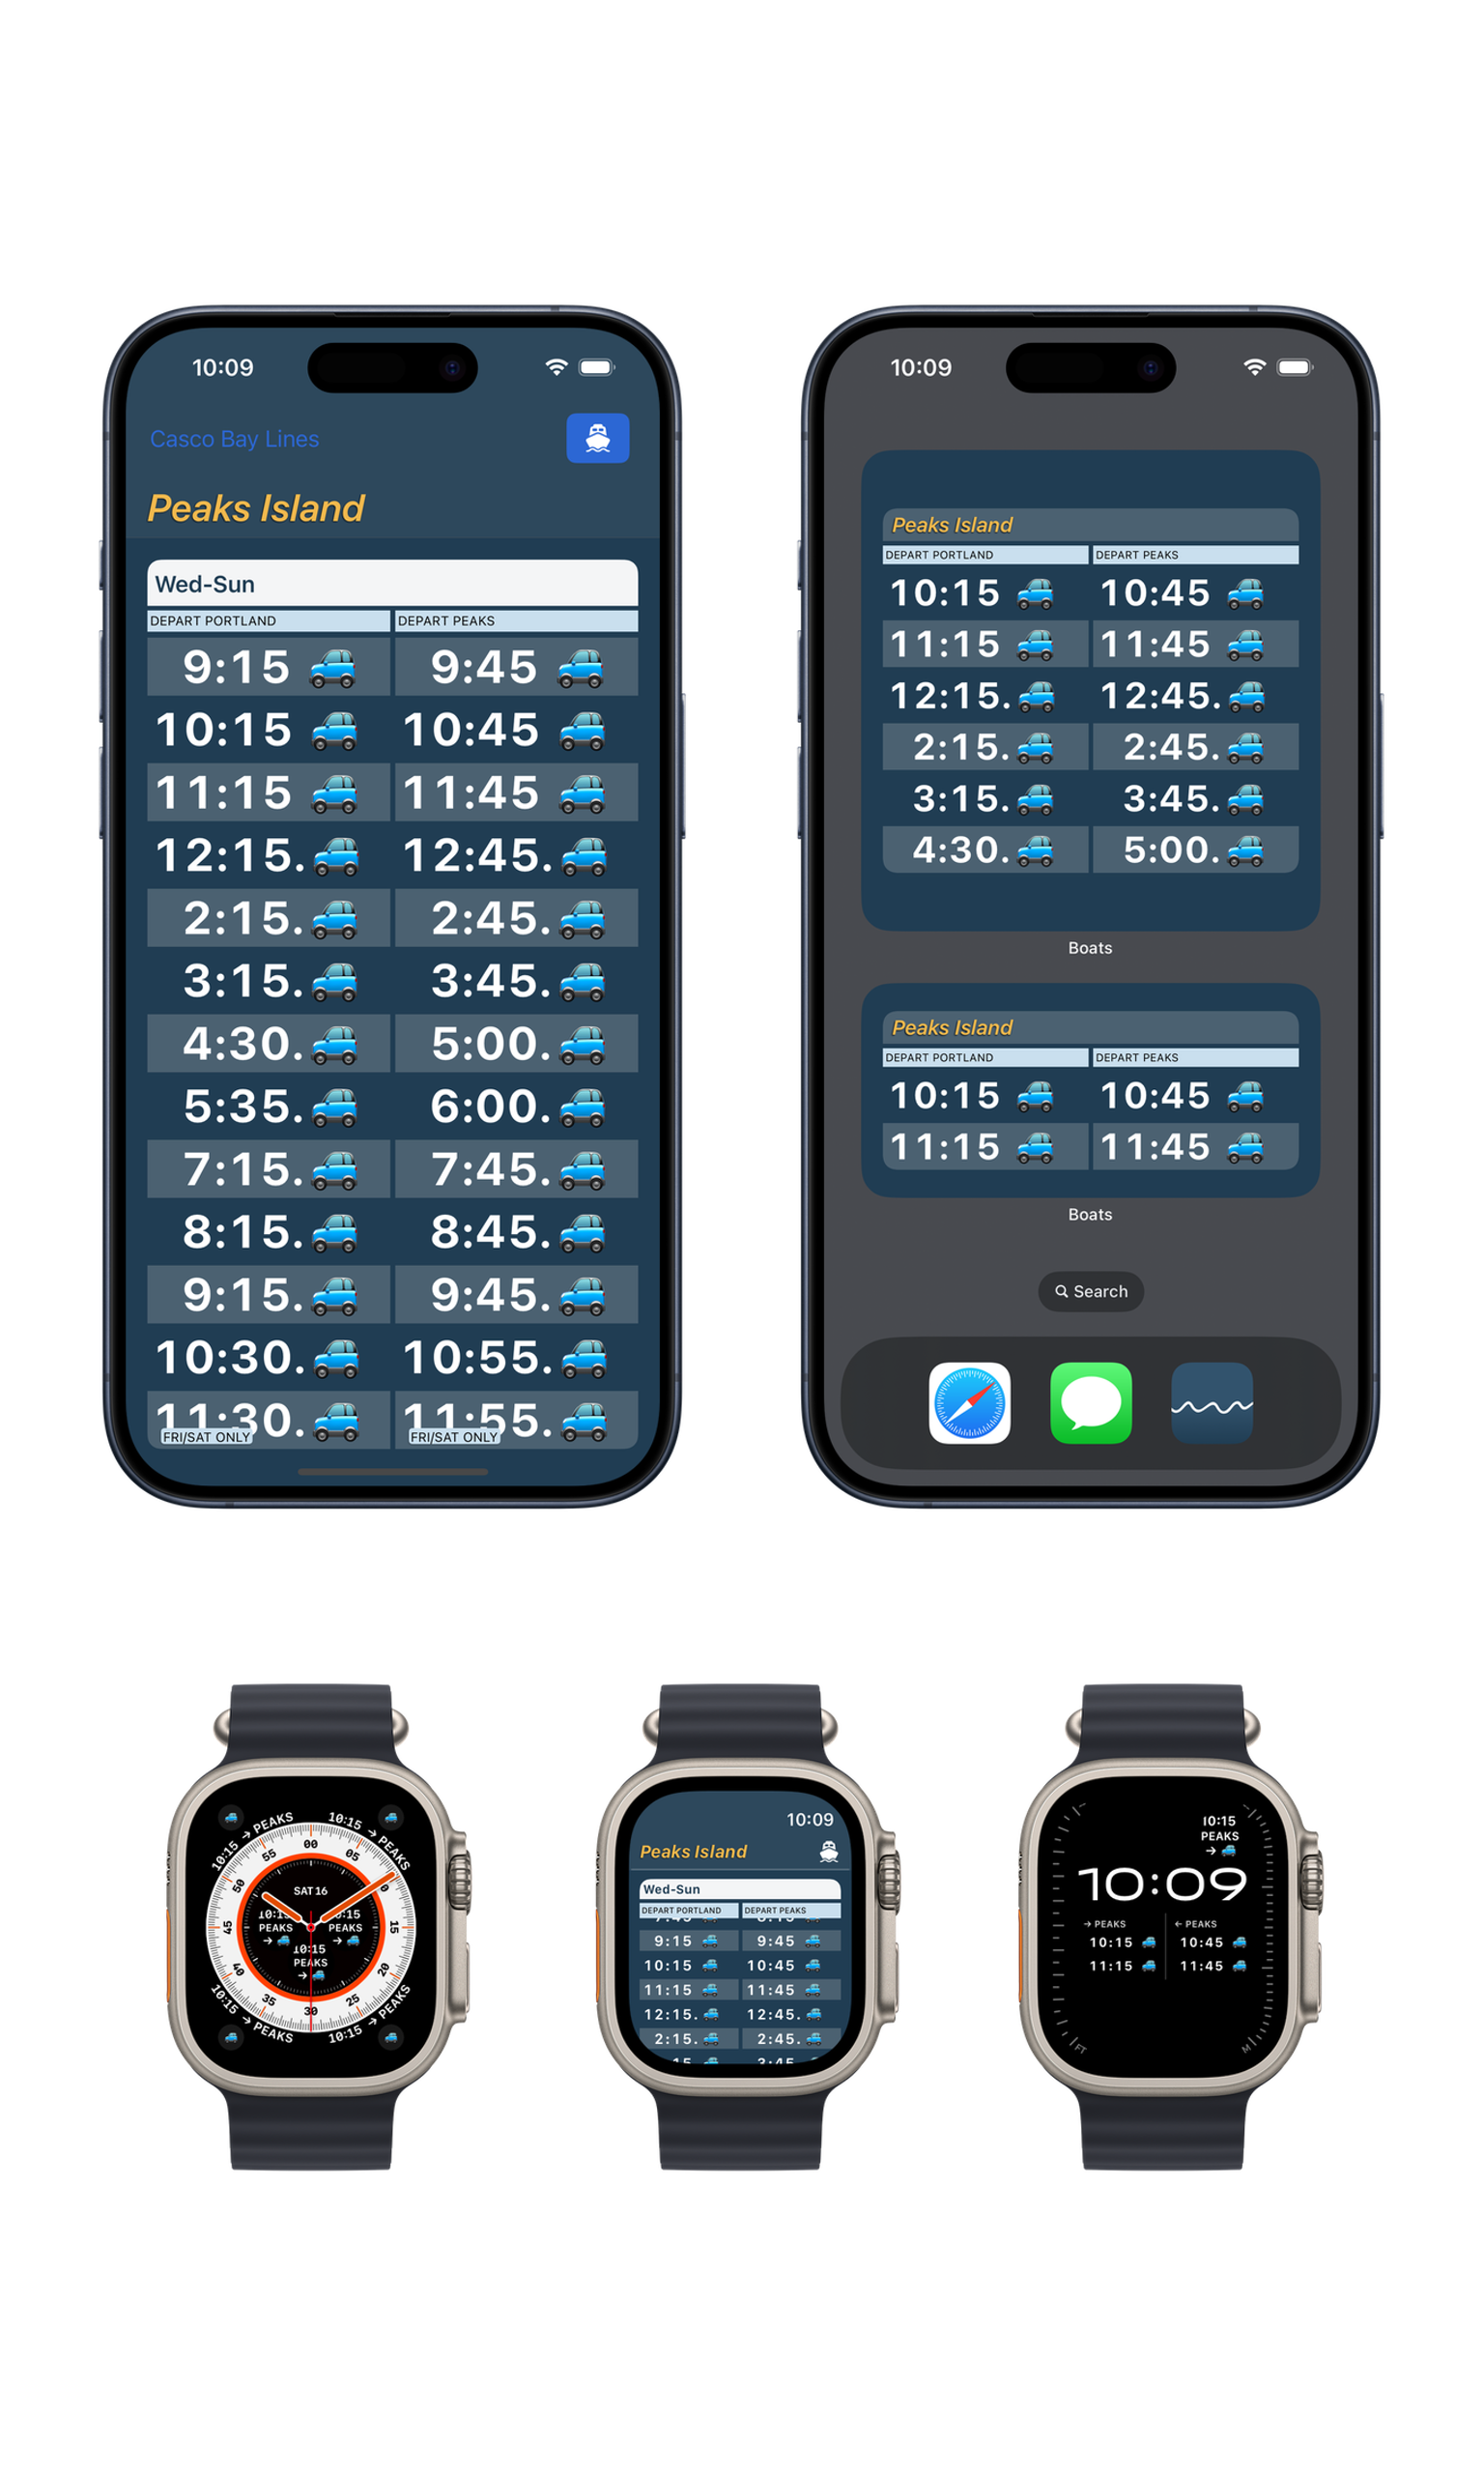 10:09
Casco Bay Lines
Peaks Island
Wed-Sun
DEPART PORTLAND DEPART PEAKS
9:15 9:45
10:15 10:45
11:15 11:45
12:15. 12:45.
2:15. 2:45.
3:15. 3:45.
4:30. 5:00.
5:35. 6:00.
7:15. 7:45.
8:15. 8:45.
9:15. 9:45.
10:30. 10:55.
11:30 11:55.
FRI/SAT ONLY FRI/SAT ONLY
10:09
Peaks Island
DEPART PORTLAND DEPART PEAKS
10:15 10:45
11:15 11:45
12:15. 12:45.
2:15. 2:45.
3:15. 3:45.
4:30. 5:00.
Boats
Peaks Island
DEPART PORTLAND DEPART PEAKS
10:15 10:45
11:15 11:45
Boats
Search
10:15 → PEAKS
10:15 → PEAKS
00
55 05
50
SAT 16
45 15
PEAKS PEAKS
→ →
10:15
PEAKS
→
40 20
35 25
30
10:15 → PEAKS
10:15 → PEAKS
10:09
Peaks Island
Wed-Sun
DEPART PORTLAND DEPART PEAKS
9:15 9:45
10:15 10:45
11:15 11:45
12:15. 12:45.
2:15. 2:45.
3:45
10:15
PEAKS
→
10:09
→ PEAKS ← PEAKS
10:15 10:45
11:15 11:45
FT M